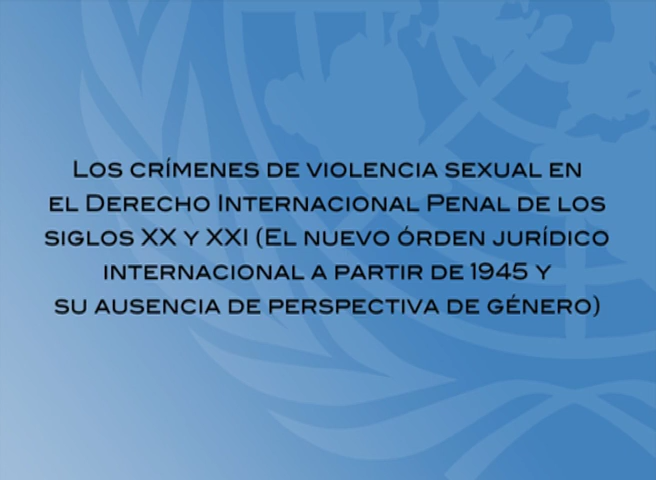 Los crímenes de violencia sexual en
el Derecho Internacional Penal de los
siglos XX y XXI (El nuevo órden jurídico
internacional a partir de 1945 y
su ausencia de perspectiva de género)